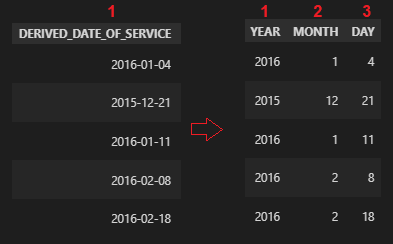 1
DERIVED_DATE_OF_SERVICE
2016-01-04
2015-12-21
2016-01-11
2016-02-08
2016-02-18
1 2 3
YEAR MONTH DAY
2016 1 4
2015 12 21
2016 1 11
2016 2 8
2016 2 18